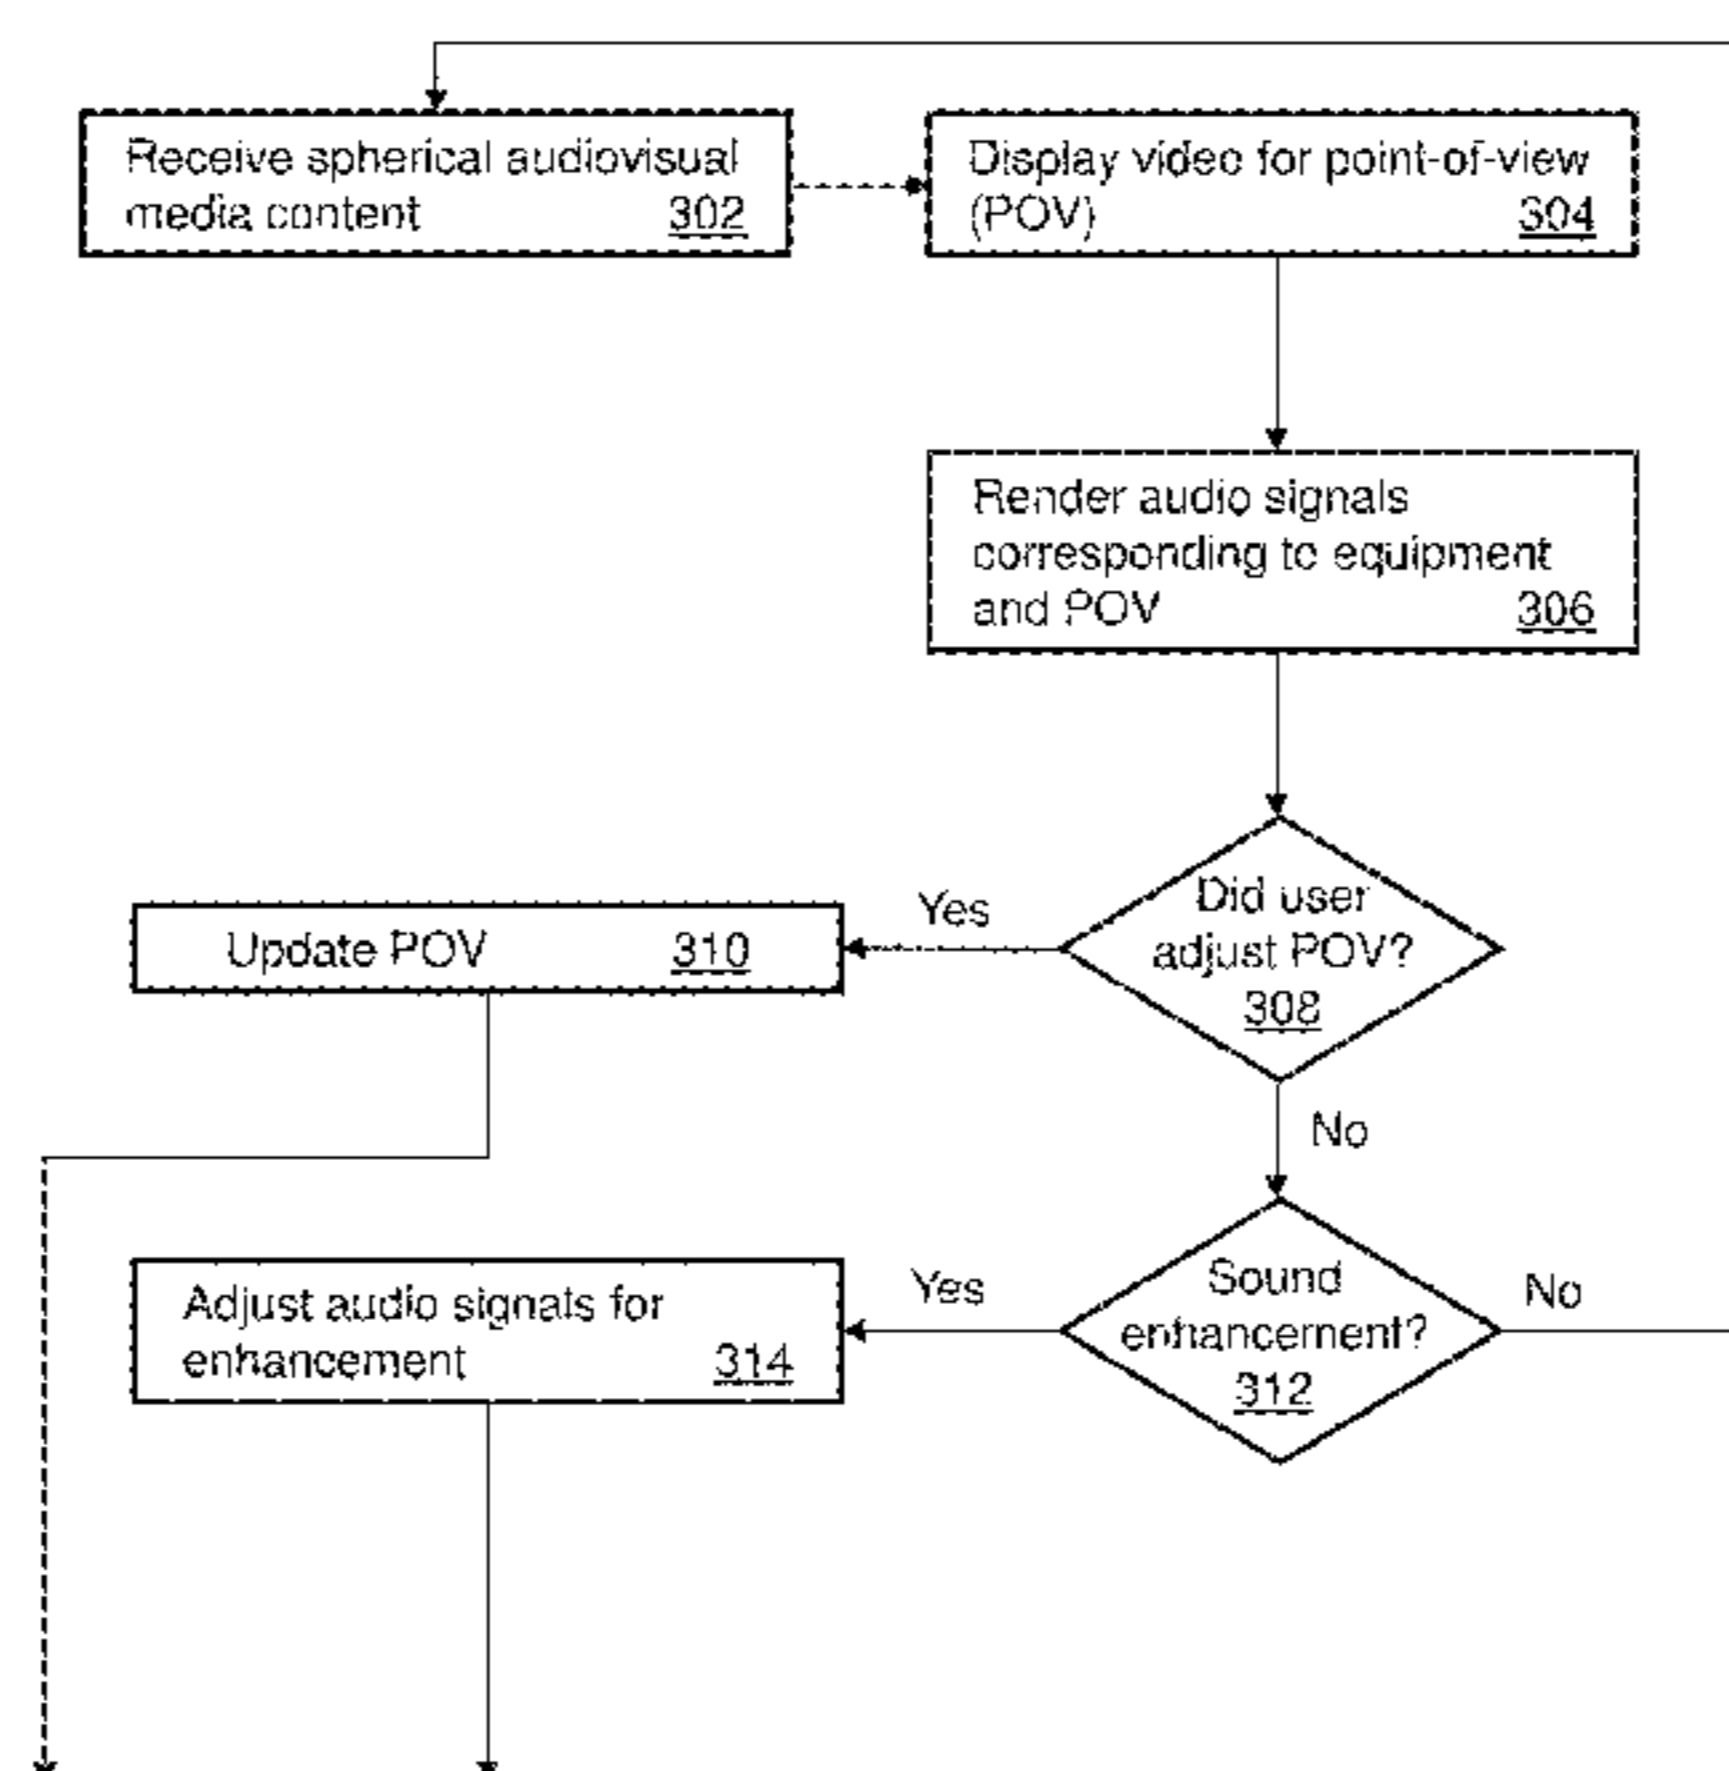 Receive spherical audiovisual
media content 302
Display video for point-of-view
(POV) 304
Render audio signals
corresponding to equipment
and POV 306
Did user
adjust POV?
308
Yes
Update POV 310
No
Sound
enhancement?
312
Yes
No
Adjust audio signals for
enhancement 314